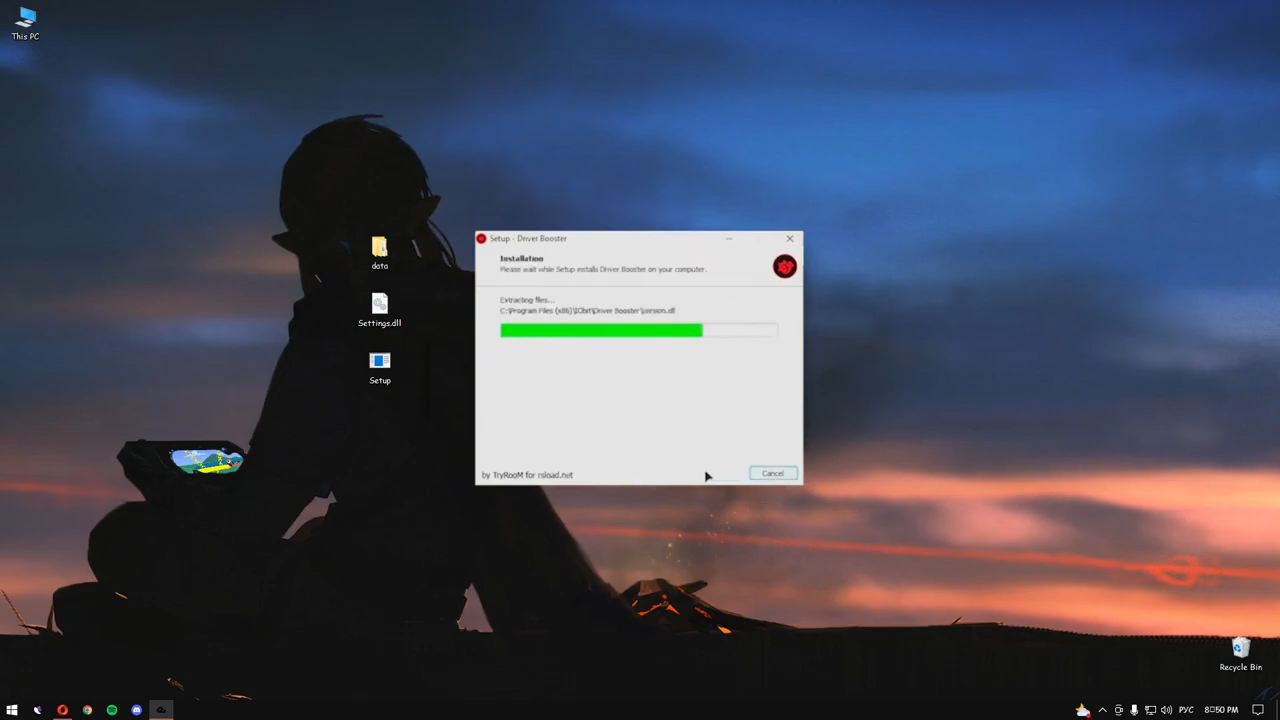 This PC
data
Settings.dll
Setup
Setup - Driver Booster
Installation
Please wait while Setup installs Driver Booster on your computer.
Extracting files...
C:\Program Files (x86)\IObit\Driver Booster\version.dll
by TryRooM for rsload.net
Cancel
Recycle Bin
РУС
8:50 PM